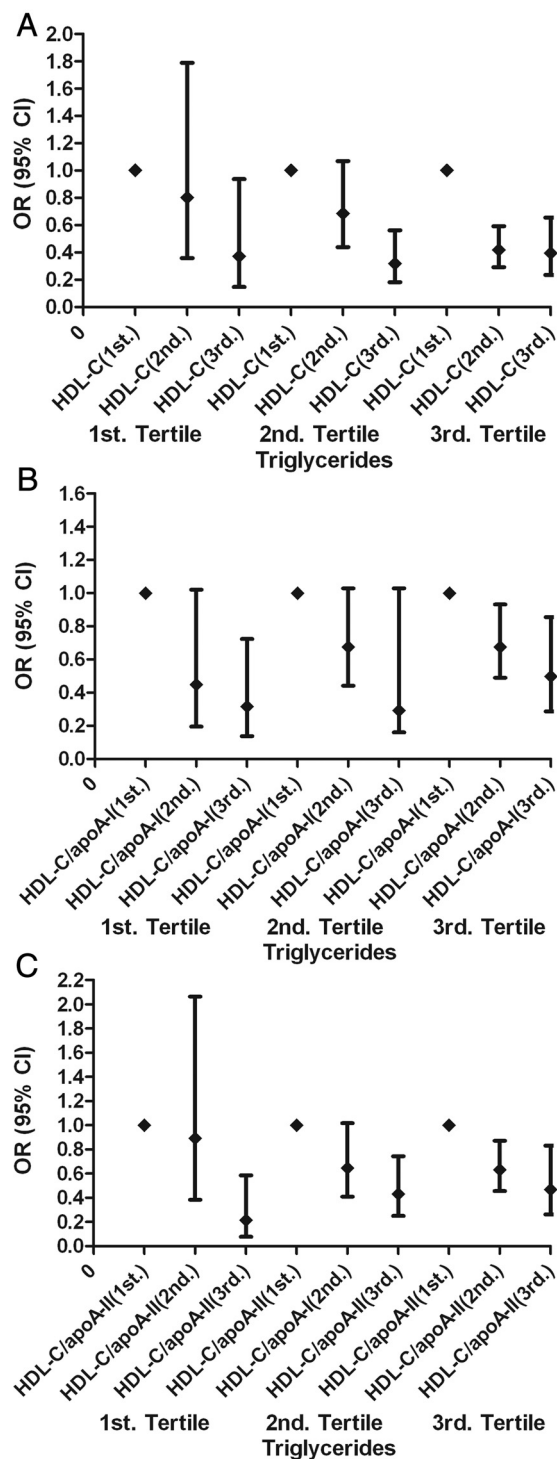 A
OR (95% CI)
2.0
1.8
1.6
1.4
1.2
1.0
0.8
0.6
0.4
0.2
0.0
0
HDL-C(1st.)
HDL-C(2nd.)
HDL-C(3rd.)
HDL-C(1st.)
HDL-C(2nd.)
HDL-C(3rd.)
HDL-C(1st.)
HDL-C(2nd.)
HDL-C(3rd.)
1st. Tertile 2nd. Tertile 3rd. Tertile
Triglycerides
B
OR (95% CI)
1.6
1.4
1.2
1.0
0.8
0.6
0.4
0.2
0.0
0
HDL-C/apoA-I(1st.)
HDL-C/apoA-I(2nd.)
HDL-C/apoA-I(3rd.)
HDL-C/apoA-I(1st.)
HDL-C/apoA-I(2nd.)
HDL-C/apoA-I(3rd.)
HDL-C/apoA-I(1st.)
HDL-C/apoA-I(2nd.)
HDL-C/apoA-I(3rd.)
1st. Tertile 2nd. Tertile 3rd. Tertile
Triglycerides
C
OR (95% CI)
2.2
2.0
1.8
1.6
1.4
1.2
1.0
0.8
0.6
0.4
0.2
0.0
0
HDL-C/apoA-II(1st.)
HDL-C/apoA-II(2nd.)
HDL-C/apoA-II(3rd.)
HDL-C/apoA-II(1st.)
HDL-C/apoA-I(2nd.)
HDL-C/apoA-II(3rd.)
HDL-C/apoA-II(1st.)
HDL-C/apoA-II(2nd.)
HDL-C/apoA-II(3rd.)
1st. Tertile 2nd. Tertile 3rd. Tertile
Triglycerides